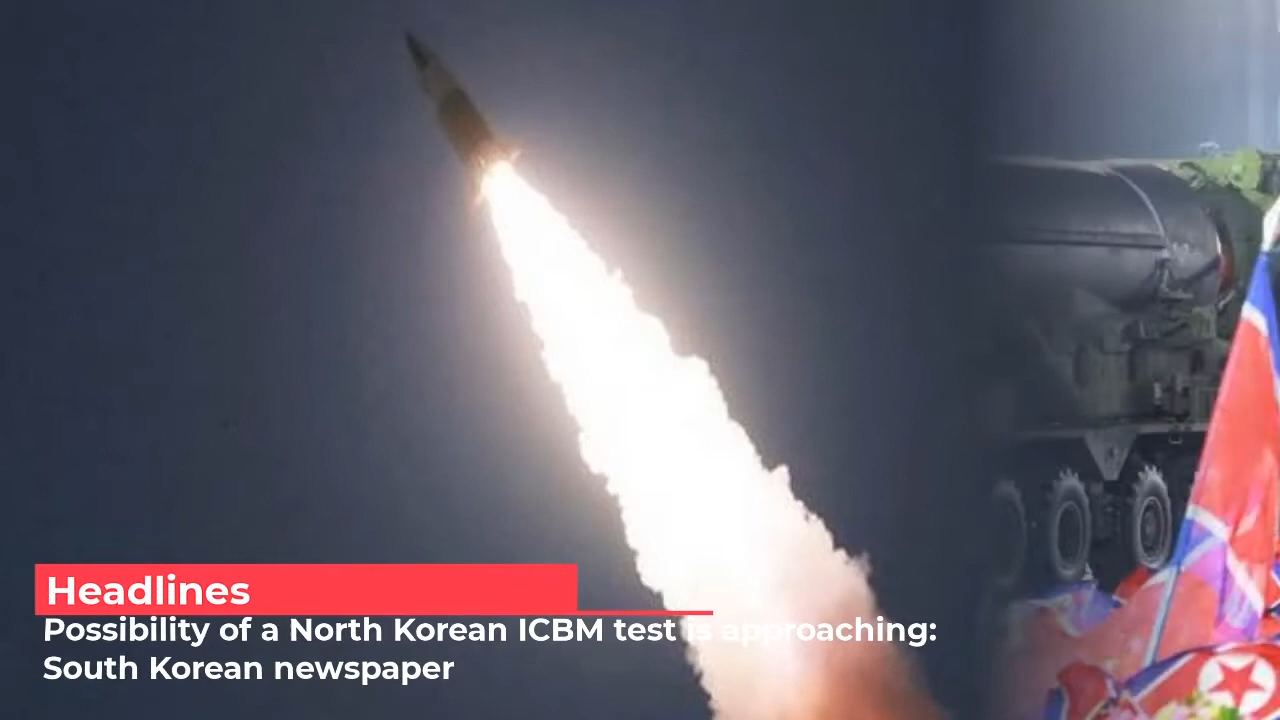 Headlines
Possibility of a North Korean ICBM test is approaching:
South Korean newspaper